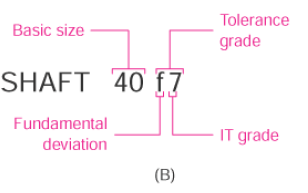 Basic size
Tolerance
grade
SHAFT 40 f7
Fundamental
deviation
IT grade
(B)